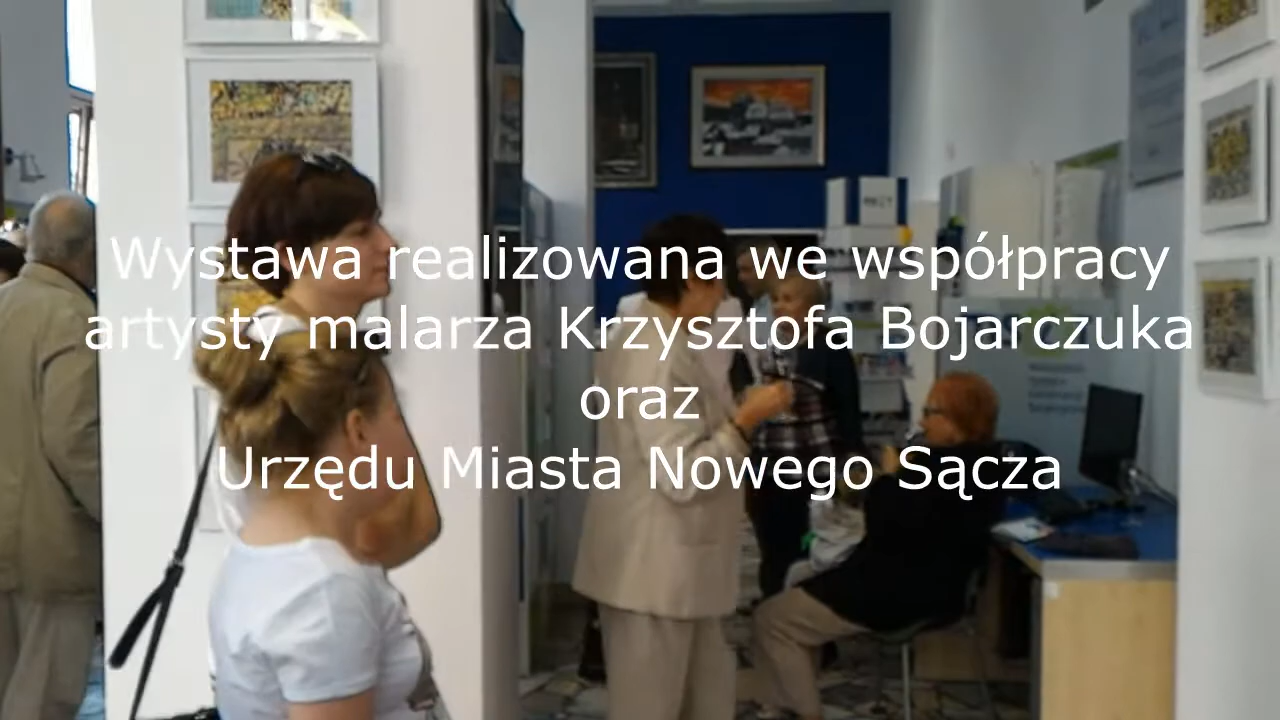 Wystawa realizowana we współpracy
artysty malarza Krzysztofa Bojarczuka
oraz
Urzędu Miasta Nowego Sącza